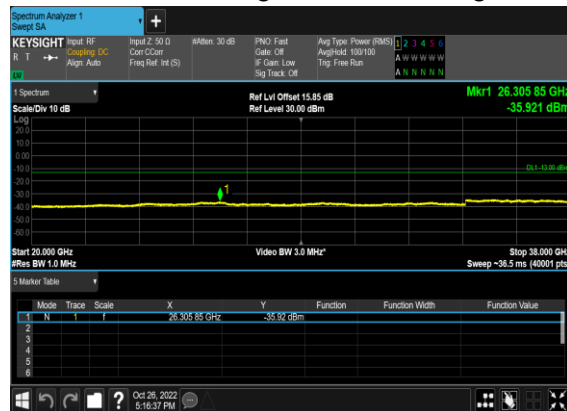 Spectrum Analyzer 1
Swept SA
+
KEYSIGHT
R T
Input: RF
Coupling: DC
Align: Auto
Input Z: 50 Ω
Corr CCorr
Freq Ref: Int (S)
#Atten: 30 dB
PNO: Fast
Gate: Off
IF Gain: Low
Sig Track: Off
Avg Type: Power (RMS)
Avg|Hold: 100/100
Trig: Free Run
1 2 3 4 5 6
A W W W W W
A N N N N N
1 Spectrum
Scale/Div 10 dB
Ref Lvl Offset 15.85 dB
Ref Level 30.00 dBm
Mkr1 26.305 85 GHz
-35.921 dBm
Log
20.0
10.0
0.00
-10.0
-20.0
-30.0
-40.0
-50.0
-60.0
DL1 -13.00 dBm
1
Start 20.000 GHz
#Res BW 1.0 MHz
Video BW 3.0 MHz*
Stop 38.000 GHz
Sweep ~36.5 ms (40001 pts)
5 Marker Table
Mode Trace Scale X Y Function Function Width Function Value
1 N 1 f 26.305 85 GHz -35.92 dBm
2
3
4
5
6
?
Oct 26, 2022
5:16:37 PM